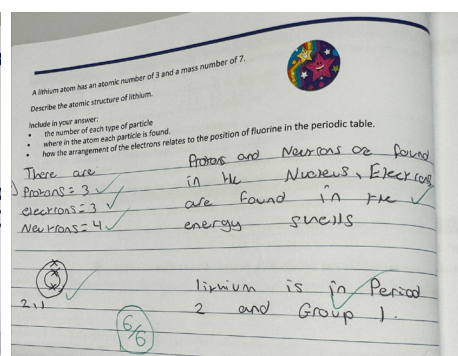 A lithium atom has an atomic number of 3 and a mass number of 7.
Describe the atomic structure of lithium.
Include in your answer:
• the number of each type of particle
• where in the atom each particle is found.
• how the arrangement of the electrons relates to the position of fluorine in the periodic table.
There are
Protons = 3
electrons = 3
Neutrons = 4
2,1
6/6
Protons and Neutrons are found
in the Nucleus, Electrons
are found in the
energy shells
lithium is in Period
2 and Group 1.